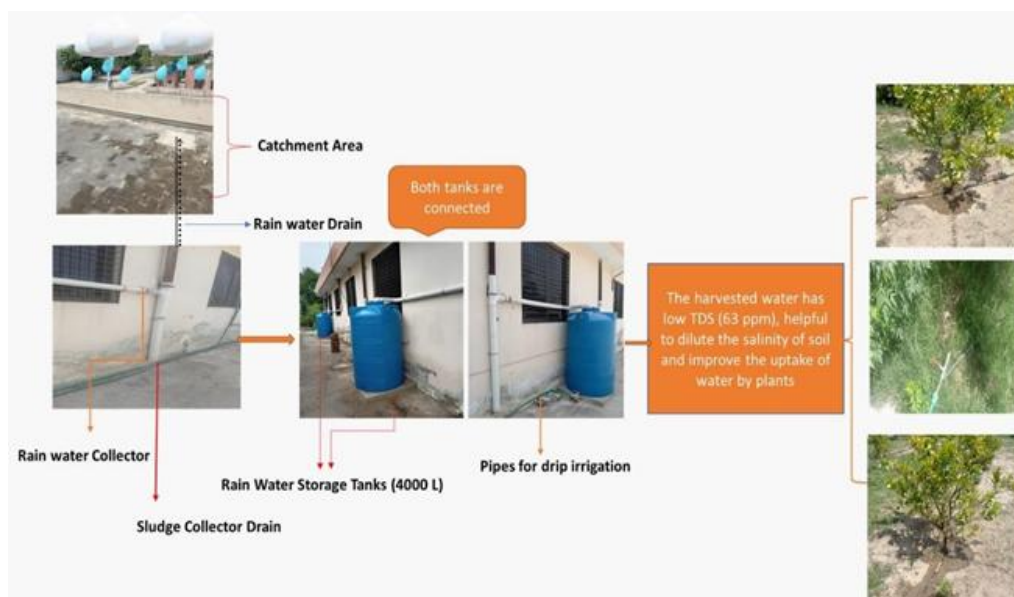 Catchment Area
Both tanks are
connected
Rain water Drain
The harvested water has
low TDS (63 ppm), helpful
to dilute the salinity of soil
and improve the uptake of
water by plants
Rain water Collector
Pipes for drip irrigation
Rain Water Storage Tanks (4000 L)
Sludge Collector Drain